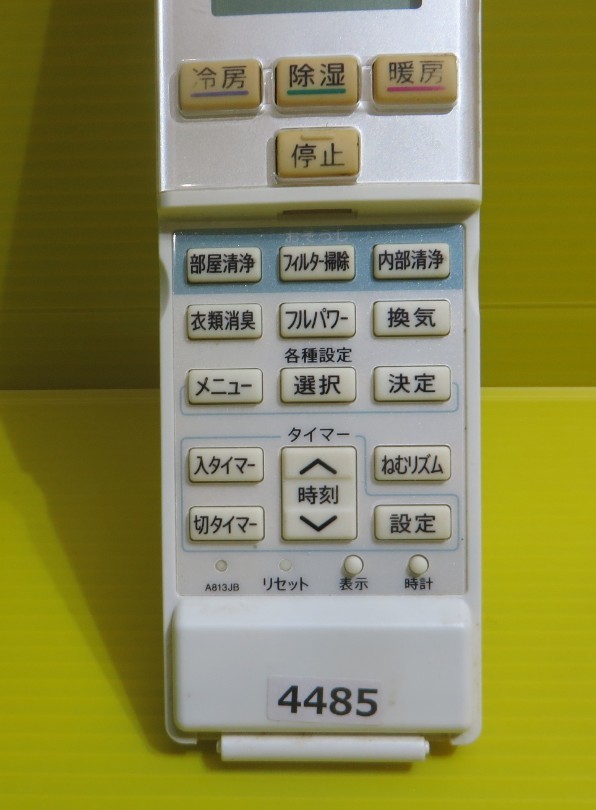 冷房 除湿 暖房
停止
おそうじ
部屋清浄 フィルター掃除 内部清浄
衣類消臭 フルパワー 換気
各種設定
メニュー 選択 決定
タイマー
入タイマー ねむリズム
時刻
切タイマー 設定
A813JB リセット 表示 時計
4485